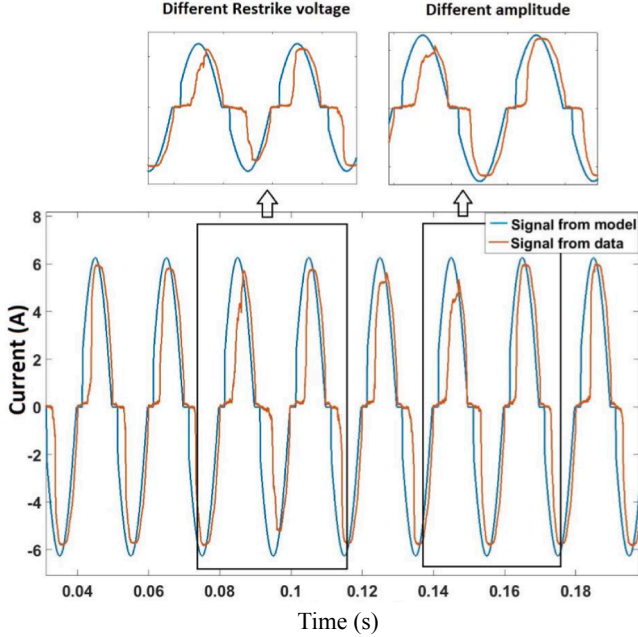 Different Restrike voltage
Different amplitude
8
6
4
2
0
-2
-4
-6
Current (A)
Signal from model
Signal from data
0.04 0.06 0.08 0.1 0.12 0.14 0.16 0.18
Time (s)